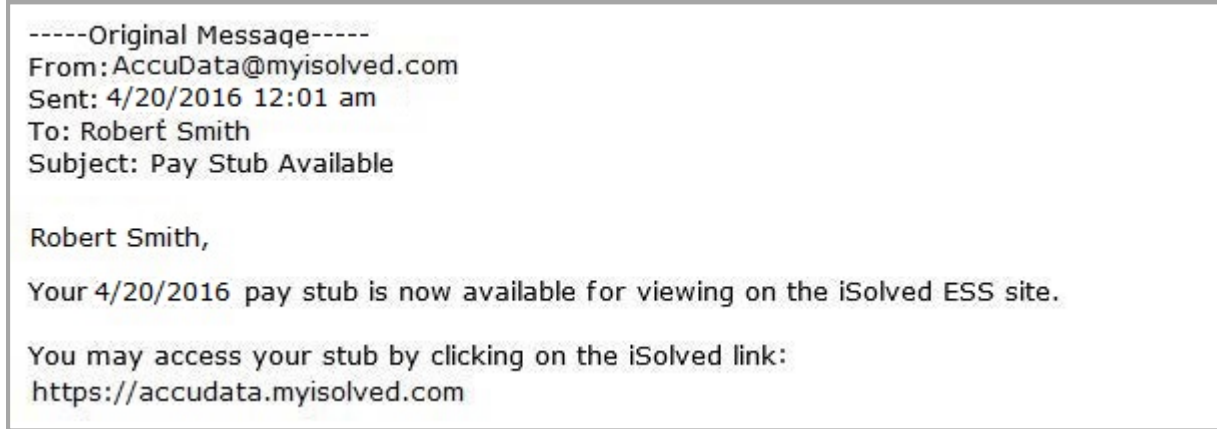 -----Original Message-----
From: AccuData@myisolved.com
Sent: 4/20/2016 12:01 am
To: Robert Smith
Subject: Pay Stub Available
Robert Smith,
Your 4/20/2016 pay stub is now available for viewing on the iSolved ESS site.
You may access your stub by clicking on the iSolved link:
https://accudata.myisolved.com